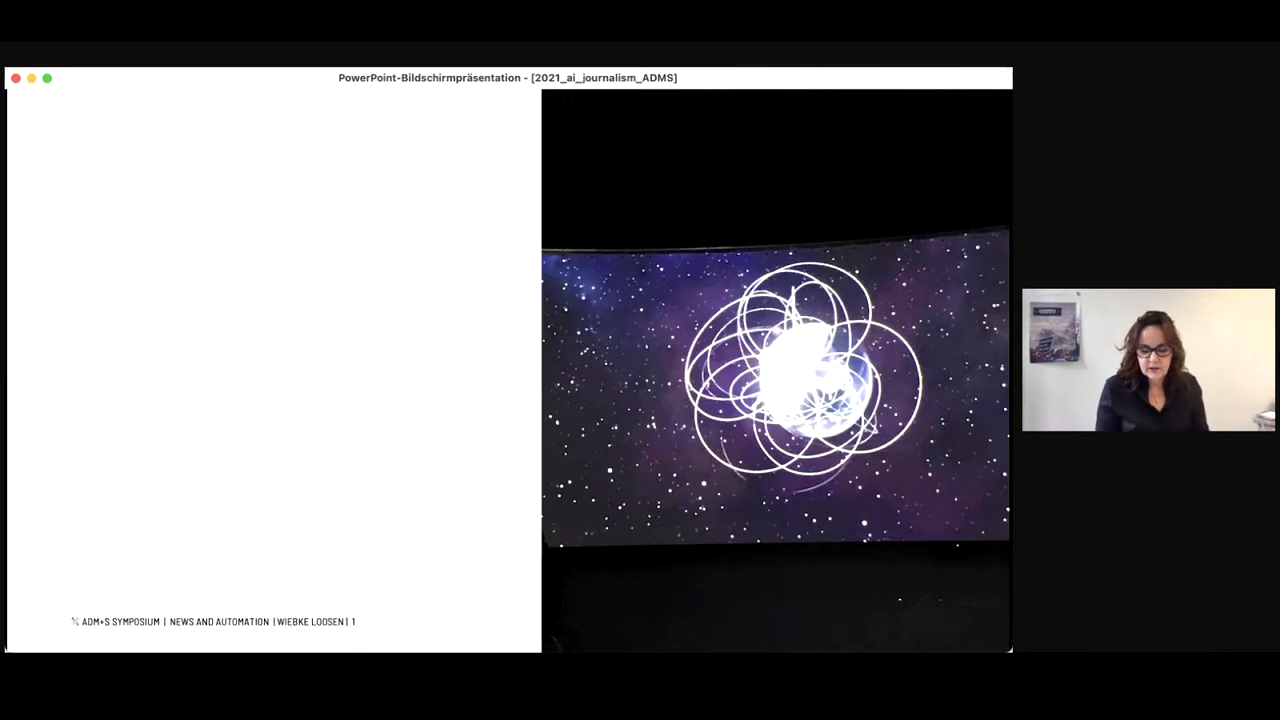 PowerPoint-Bildschirmpräsentation - [2021_ai_journalism_ADMS]
ADM+S SYMPOSIUM | NEWS AND AUTOMATION | WIEBKE LOOSEN | 1